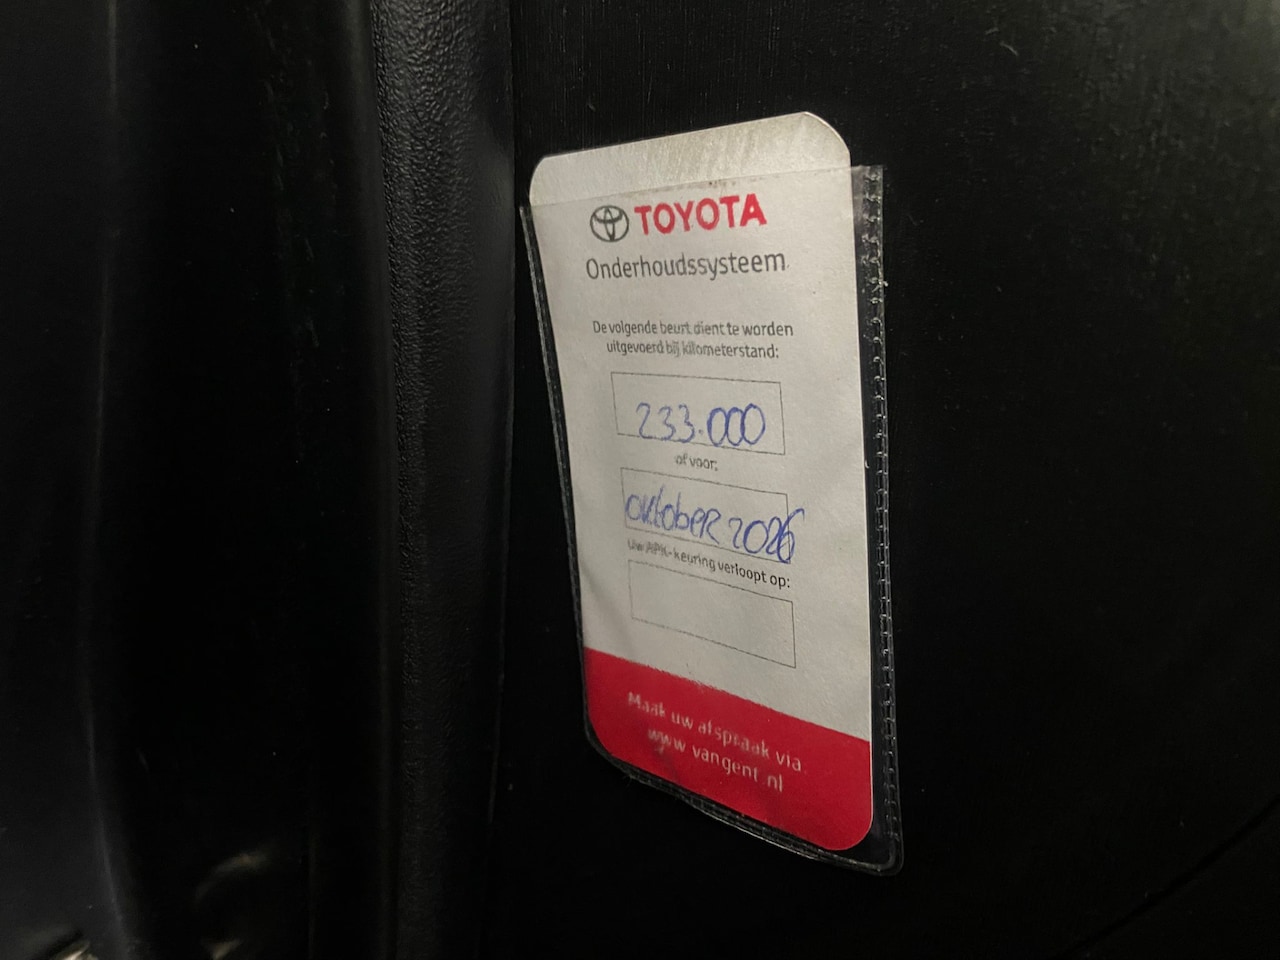 TOYOTA
Onderhoudssysteem
De volgende beurt dient te worden
uitgevoerd bij kilometerstand:
233.000
of voor:
oktober 2026
Uw APK-keuring verloopt op:
Maak uw afspraak via
www vangent nl